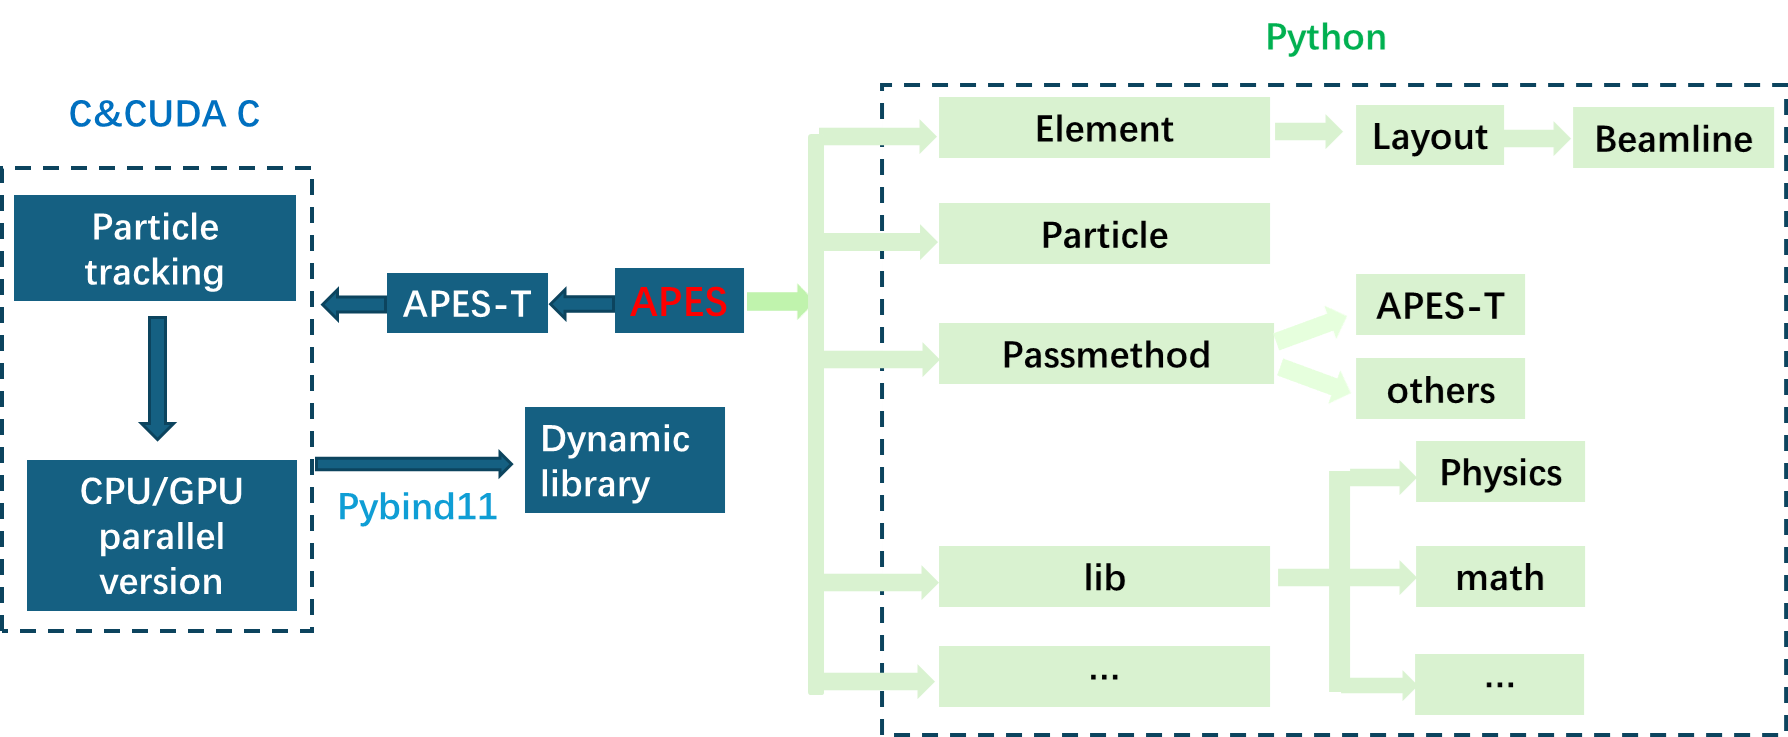 Python
C&CUDA C
Particle
tracking
CPU/GPU
parallel
version
APES-T
APES
Pybind11
Dynamic
library
Element
Layout
Beamline
Particle
Passmethod
APES-T
others
lib
Physics
math
...
...